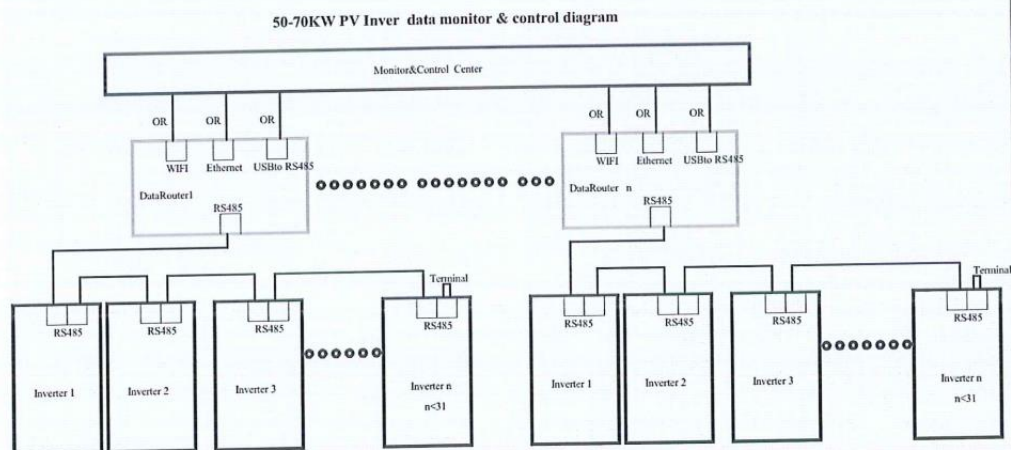 50-70KW PV Inver data monitor & control diagram
Monitor&Control Center
OR OR OR OR OR OR
WIFI Ethernet USBto RS485 WIFI Ethernet USBto RS485
DataRouter1 DataRouter n
RS485 RS485
Terminal Terminal
RS485 RS485 RS485 RS485 RS485 RS485 RS485 RS485
Inverter 1 Inverter 2 Inverter 3 Inverter n Inverter 1 Inverter 2 Inverter 3 Inverter n
n<31 n<31